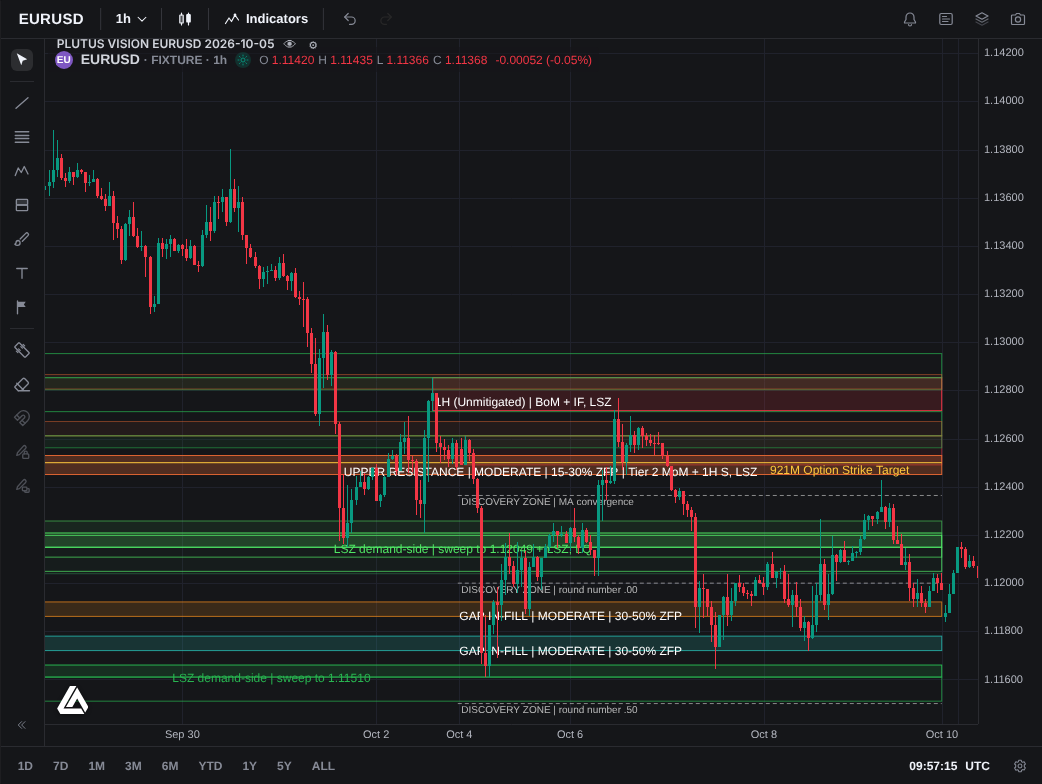 EURUSD 1h Indicators
PLUTUS VISION EURUSD 2026-10-05
EU EURUSD · FIXTURE · 1h O 1.11420 H 1.11435 L 1.11366 C 1.11368 -0.00052 (-0.05%)
1.14200
1.14000
1.13800
1.13600
1.13400
1.13200
1.13000
1.12800
LH (Unmitigated) | BoM + IF, LSZ
1.12600
UPPER RESISTANCE | MODERATE | 15-30% ZFP | Tier 2 MoM + 1H S, LSZ
921M Option Strike Target
1.12400
DISCOVERY ZONE | MA convergence
1.12200
LSZ demand-side | sweep to 1.12049 + LSZ, LQ
1.12000
DISCOVERY ZONE | round number .00
GAP IN-FILL | MODERATE | 30-50% ZFP
1.11800
GAP IN-FILL | MODERATE | 30-50% ZFP
LSZ demand-side | sweep to 1.11510
1.11600
DISCOVERY ZONE | round number .50
Sep 30 Oct 2 Oct 4 Oct 6 Oct 8 Oct 10
1D 7D 1M 3M 6M YTD 1Y 5Y ALL 09:57:15 UTC